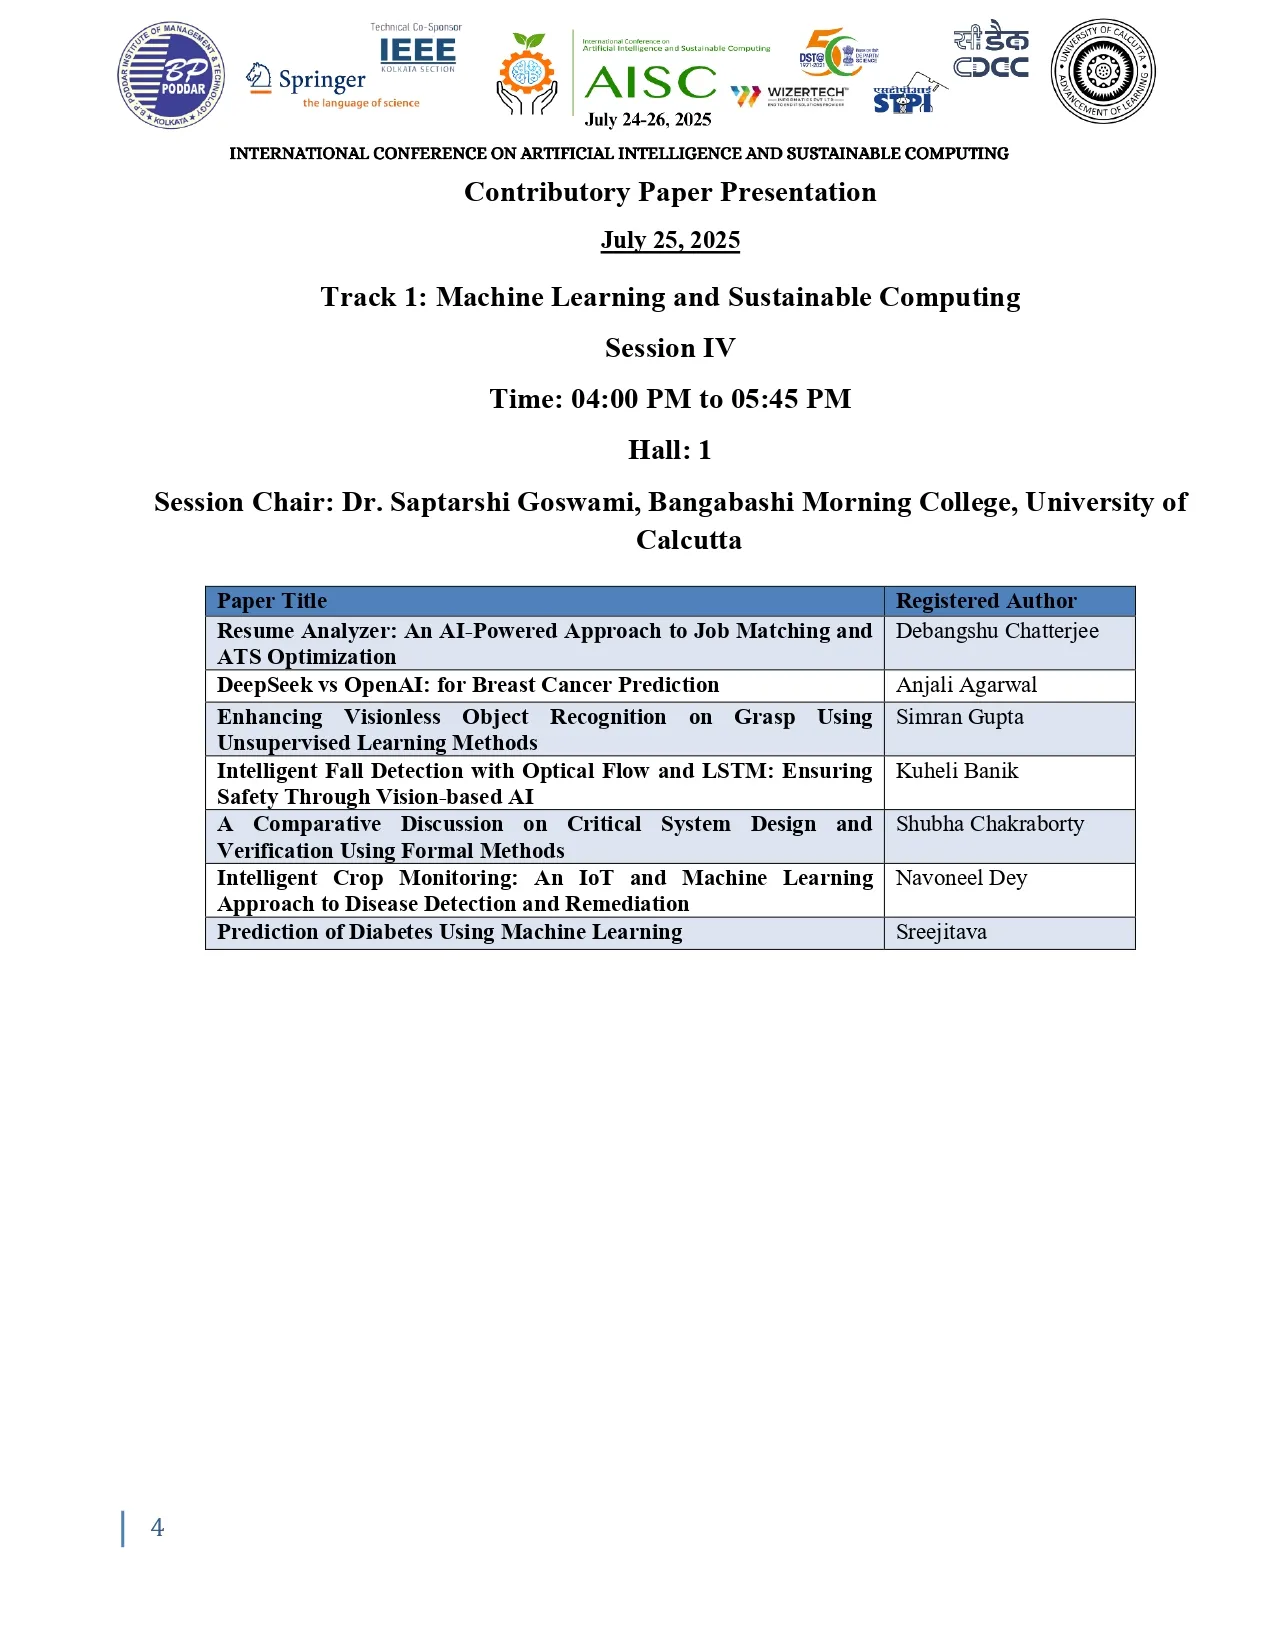 B P PODDAR INSTITUTE OF MANAGEMENT & TECHNOLOGY
★ KOLKATA ★
BP
PODDAR
Springer
the language of science
Technical Co-Sponsor
IEEE
KOLKATA SECTION
International Conference on
Artificial Intelligence and Sustainable Computing
AISC
July 24-26, 2025
DST@
1971-2021
WIZERTECH
एसटीपीआई
STPI
सी डैक
CDAC
UNIVERSITY OF CALCUTTA
ADVANCEMENT OF LEARNING
INTERNATIONAL CONFERENCE ON ARTIFICIAL INTELLIGENCE AND SUSTAINABLE COMPUTING
Contributory Paper Presentation
July 25, 2025
Track 1: Machine Learning and Sustainable Computing
Session IV
Time: 04:00 PM to 05:45 PM
Hall: 1
Session Chair: Dr. Saptarshi Goswami, Bangabashi Morning College, University of
Calcutta
Paper Title Registered Author
Resume Analyzer: An AI-Powered Approach to Job Matching and Debangshu Chatterjee
ATS Optimization
DeepSeek vs OpenAI: for Breast Cancer Prediction Anjali Agarwal
Enhancing Visionless Object Recognition on Grasp Using Simran Gupta
Unsupervised Learning Methods
Intelligent Fall Detection with Optical Flow and LSTM: Ensuring Kuheli Banik
Safety Through Vision-based AI
A Comparative Discussion on Critical System Design and Shubha Chakraborty
Verification Using Formal Methods
Intelligent Crop Monitoring: An IoT and Machine Learning Navoneel Dey
Approach to Disease Detection and Remediation
Prediction of Diabetes Using Machine Learning Sreejitava
4